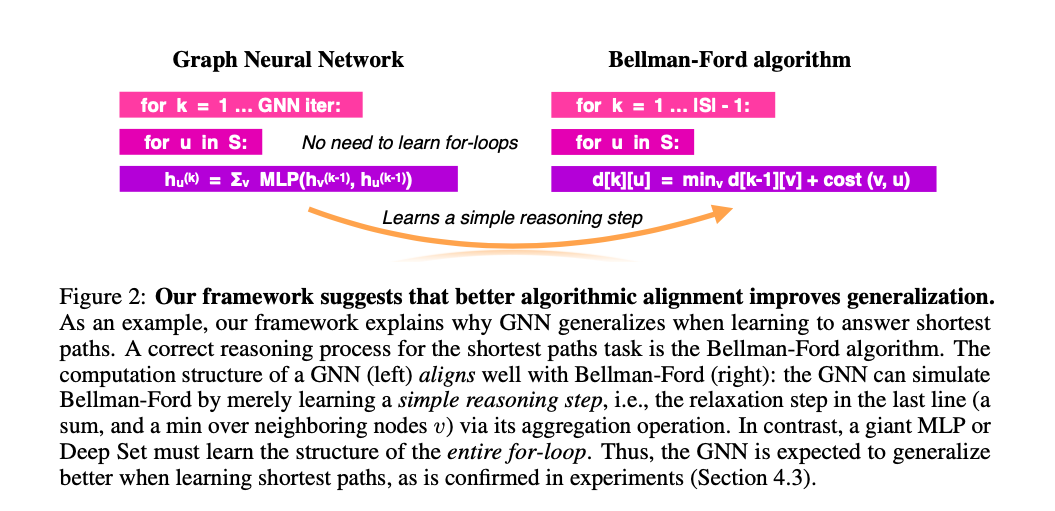 Graph Neural Network
Bellman-Ford algorithm
for k = 1 ... GNN iter:
for k = 1 ... |S| - 1:
for u in S:
No need to learn for-loops
for u in S:
hᵤ⁽ᵏ⁾ = Σᵥ MLP(hᵥ⁽ᵏ⁻¹⁾, hᵤ⁽ᵏ⁻¹⁾)
d[k][u] = minᵥ d[k-1][v] + cost (v, u)
Learns a simple reasoning step
Figure 2: Our framework suggests that better algorithmic alignment improves generalization.
As an example, our framework explains why GNN generalizes when learning to answer shortest
paths. A correct reasoning process for the shortest paths task is the Bellman-Ford algorithm. The
computation structure of a GNN (left) aligns well with Bellman-Ford (right): the GNN can simulate
Bellman-Ford by merely learning a simple reasoning step, i.e., the relaxation step in the last line (a
sum, and a min over neighboring nodes v) via its aggregation operation. In contrast, a giant MLP or
Deep Set must learn the structure of the entire for-loop. Thus, the GNN is expected to generalize
better when learning shortest paths, as is confirmed in experiments (Section 4.3).